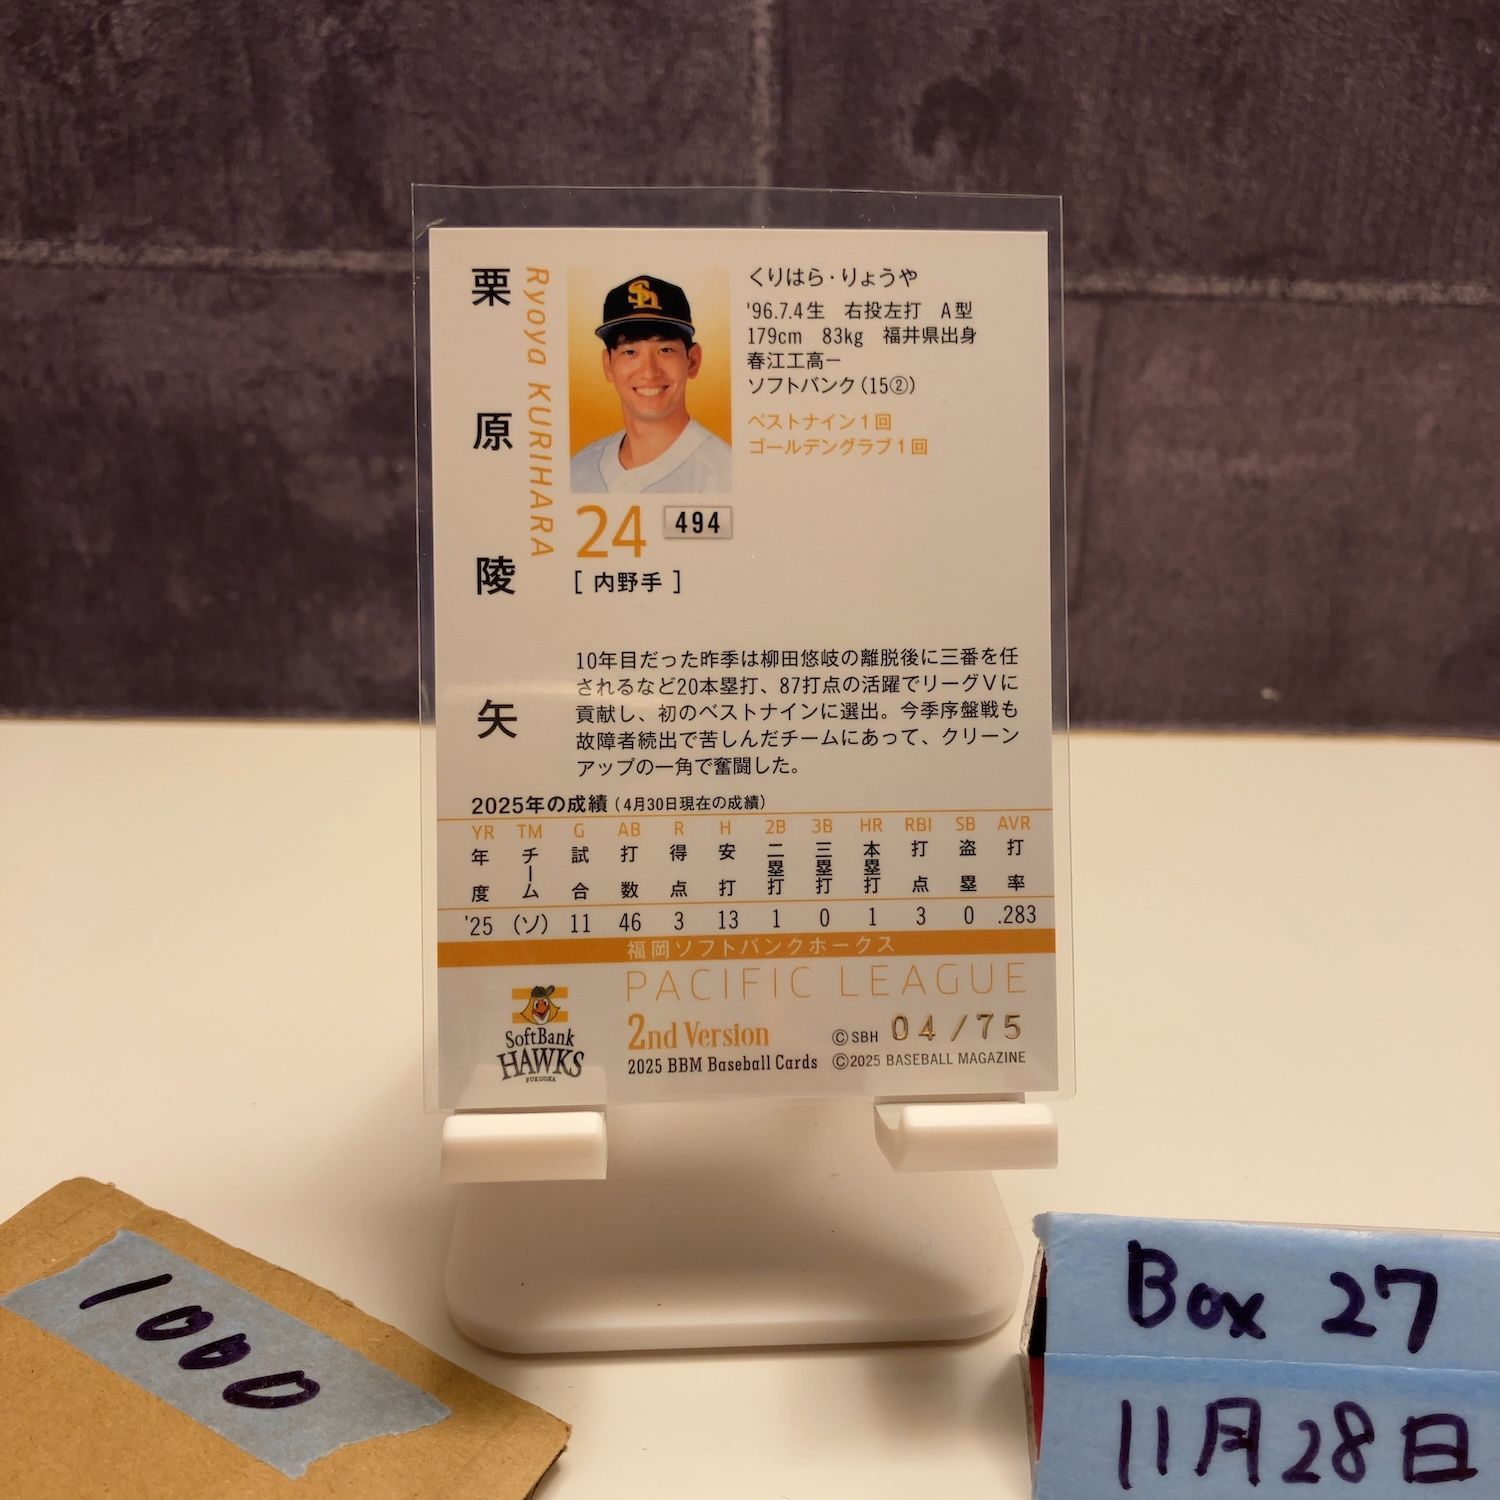 栗原陵矢
Ryoya KURIHARA
くりはら・りょうや
'96.7.4生 右投左打 A型
179cm 83kg 福井県出身
春江工高ー
ソフトバンク(15②)
ベストナイン1回
ゴールデングラブ1回
24
494
[ 内野手 ]
10年目だった昨季は柳田悠岐の離脱後に三番を任
されるなど20本塁打、87打点の活躍でリーグVに
貢献し、初のベストナインに選出。今季序盤戦も
故障者続出で苦しんだチームにあって、クリーン
アップの一角で奮闘した。
2025年の成績(4月30日現在の成績)
YR TM G AB R H 2B 3B HR RBI SB AVR
年度 チーム 試合 打数 得点 安打 二塁打 三塁打 本塁打 打点 盗塁 打率
'25 (ソ) 11 46 3 13 1 0 1 3 0 .283
福岡ソフトバンクホークス
PACIFIC LEAGUE
2nd Version
©SBH 04/75
2025 BBM Baseball Cards ©2025 BASEBALL MAGAZINE
SoftBank
HAWKS
FUKUOKA
Sh
1000
Box 27
11月28日